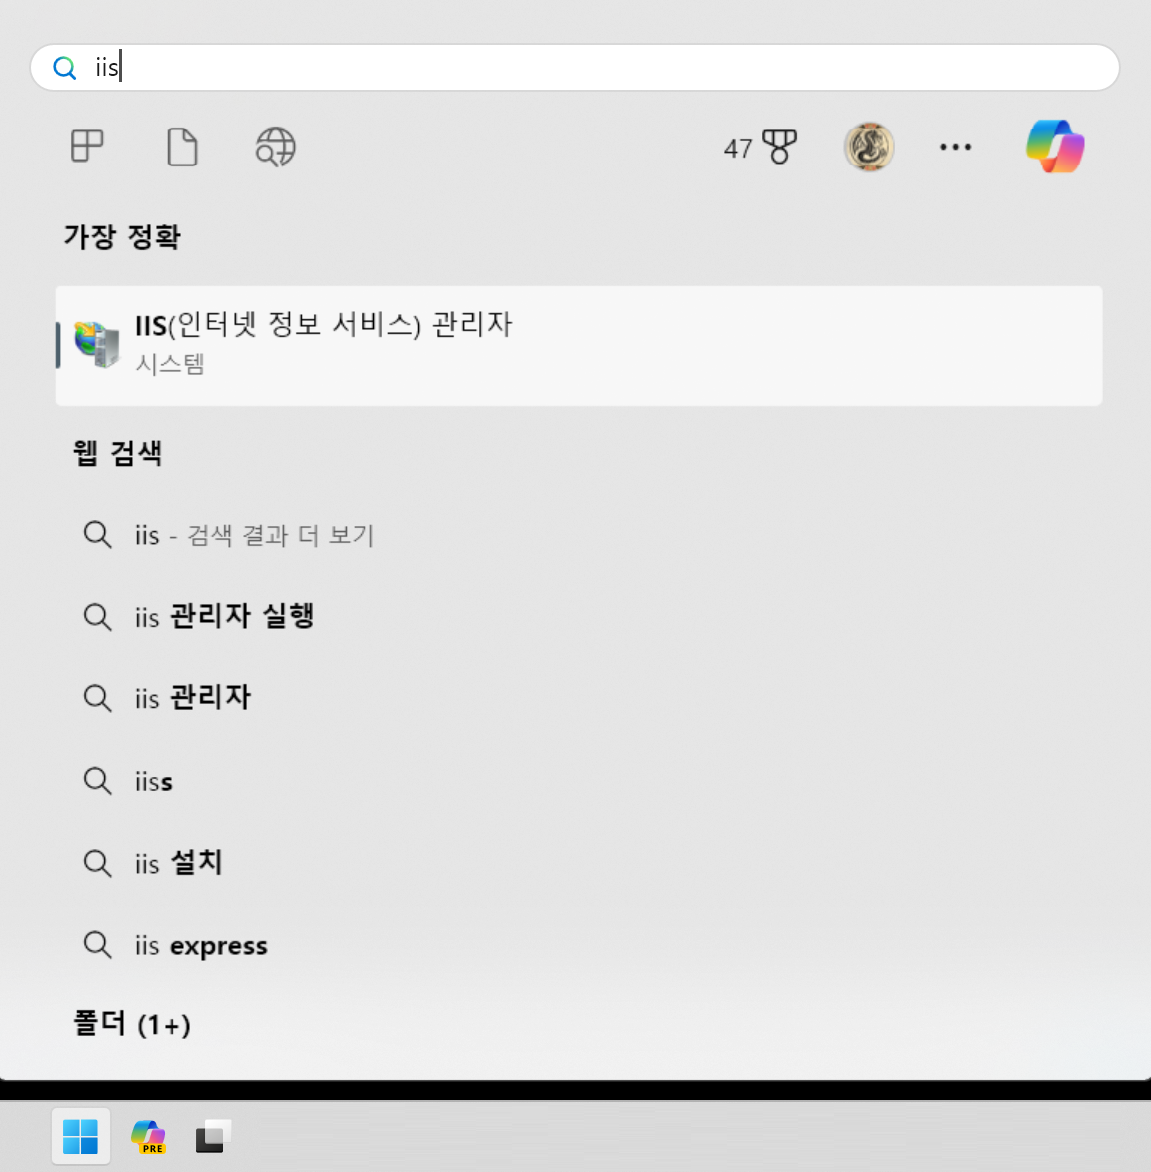 iis
47
가장 정확
IIS(인터넷 정보 서비스) 관리자
시스템
웹 검색
iis - 검색 결과 더 보기
iis 관리자 실행
iis 관리자
iiss
iis 설치
iis express
폴더 (1+)
PRE